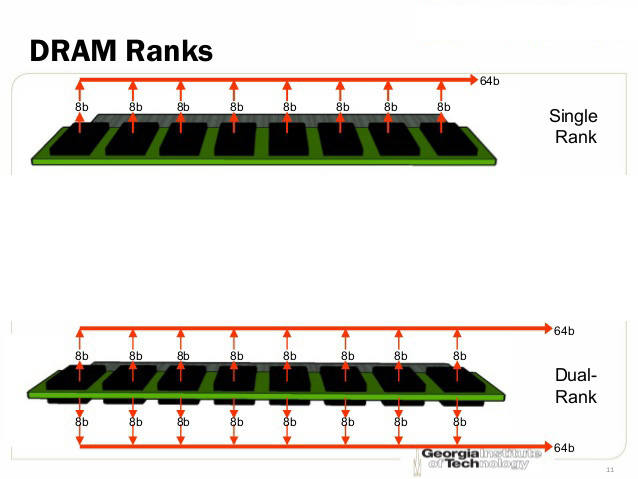 DRAM Ranks
64b
8b 8b 8b 8b 8b 8b 8b 8b
Single
Rank
64b
8b 8b 8b 8b 8b 8b 8b 8b
Dual-
Rank
8b 8b 8b 8b 8b 8b 8b 8b
64b
Georgia Institute
of Technology
11